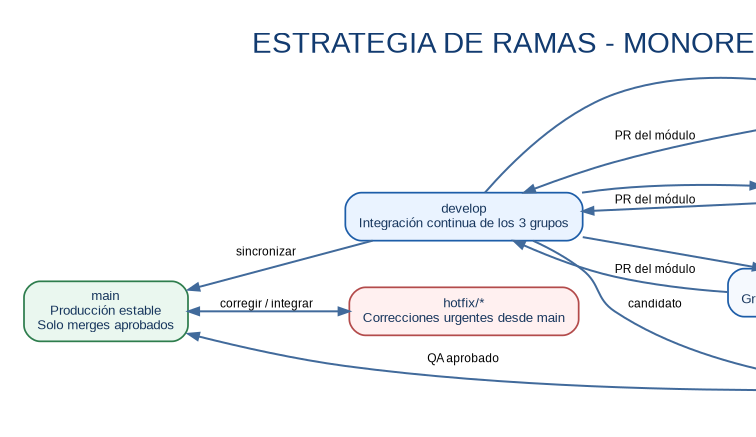 ESTRATEGIA DE RAMAS - MONORE
PR del módulo
develop
Integración continua de los 3 grupos
PR del módulo
sincronizar
PR del módulo
main
Producción estable
Solo merges aprobados
corregir / integrar
hotfix/*
Correcciones urgentes desde main
candidato
Gr
QA aprobado